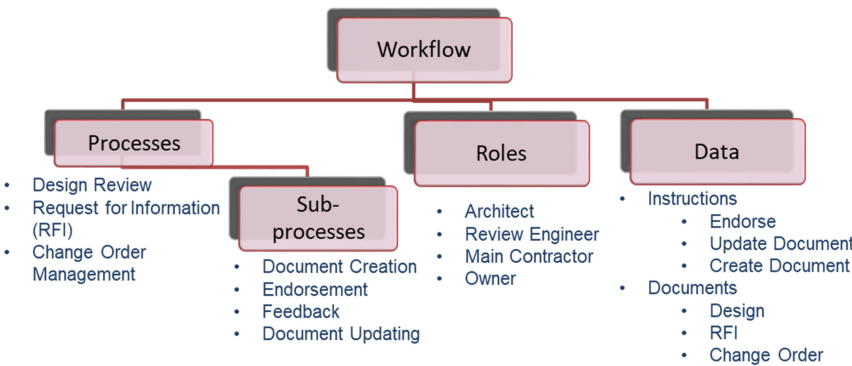 Workflow
Processes
• Design Review
• Request for Information
(RFI)
• Change Order
Management
Sub-
processes
• Document Creation
• Endorsement
• Feedback
• Document Updating
Roles
• Architect
• Review Engineer
• Main Contractor
• Owner
Data
• Instructions
• Endorse
• Update Document
• Create Document
• Documents
• Design
• RFI
• Change Order